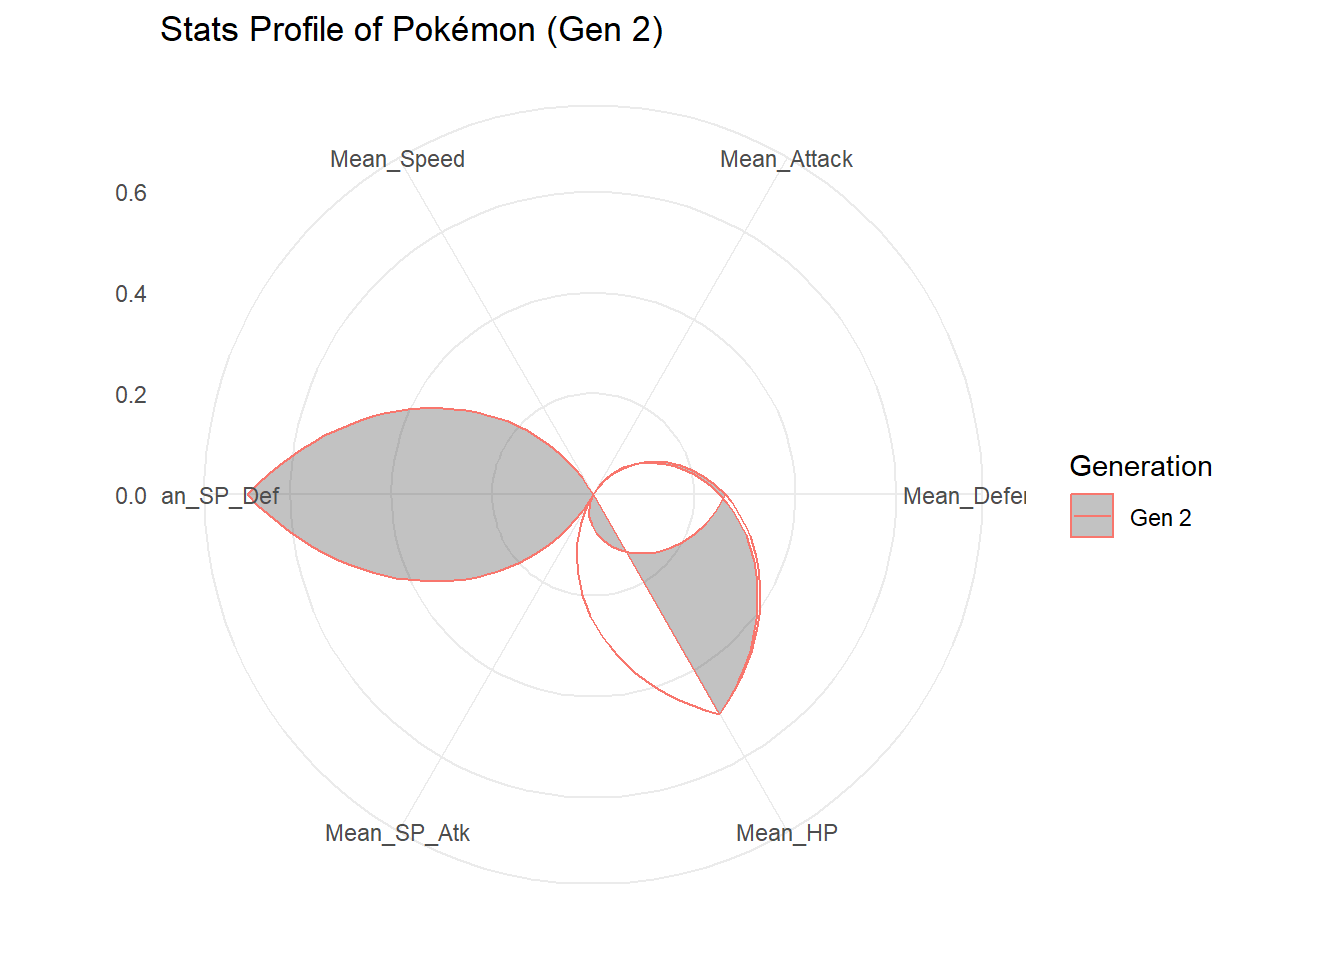 Stats Profile of Pokémon (Gen 2)
Mean_Speed
Mean_Attack
0.6
0.4
0.2
0.0
an_SP_Def
Mean_Defer
Generation
Gen 2
Mean_SP_Atk
Mean_HP